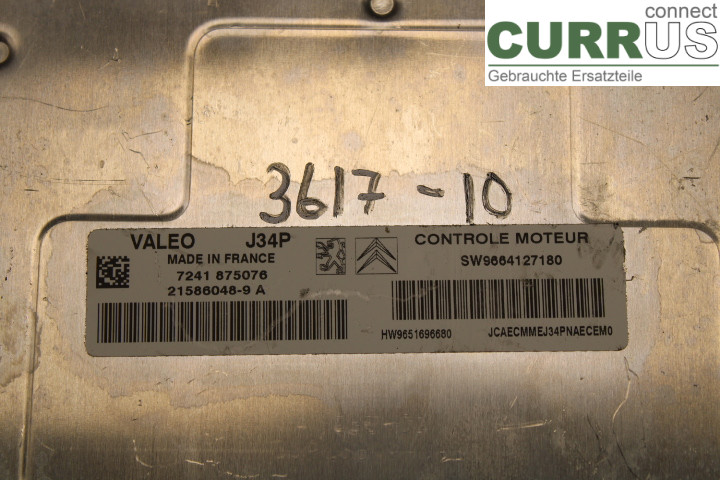 connect
CURRUS
Gebrauchte Ersatzteile
3617-10
VALEO J34P
MADE IN FRANCE
7241 875076
21586048-9 A
CONTROLE MOTEUR
SW9664127180
HW9651696680 JCAECMMEJ34PNAECEM0